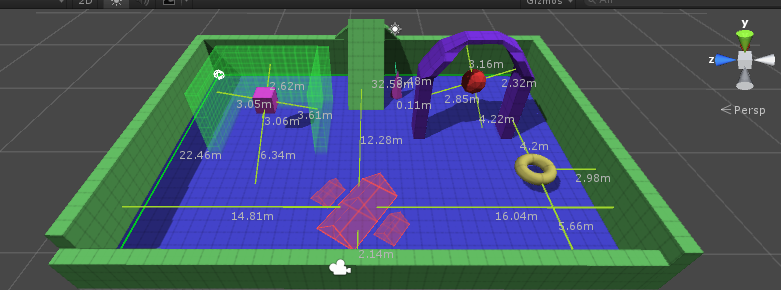 2D
Gizmos
All
y
z
Persp
3.16m
2.62m
32.58m
3.48m
2.32m
3.05m
0.11m
2.85m
3.06m
3.61m
4.22m
12.28m
4.2m
22.46m
6.34m
2.98m
14.81m
16.04m
5.66m
2.14m